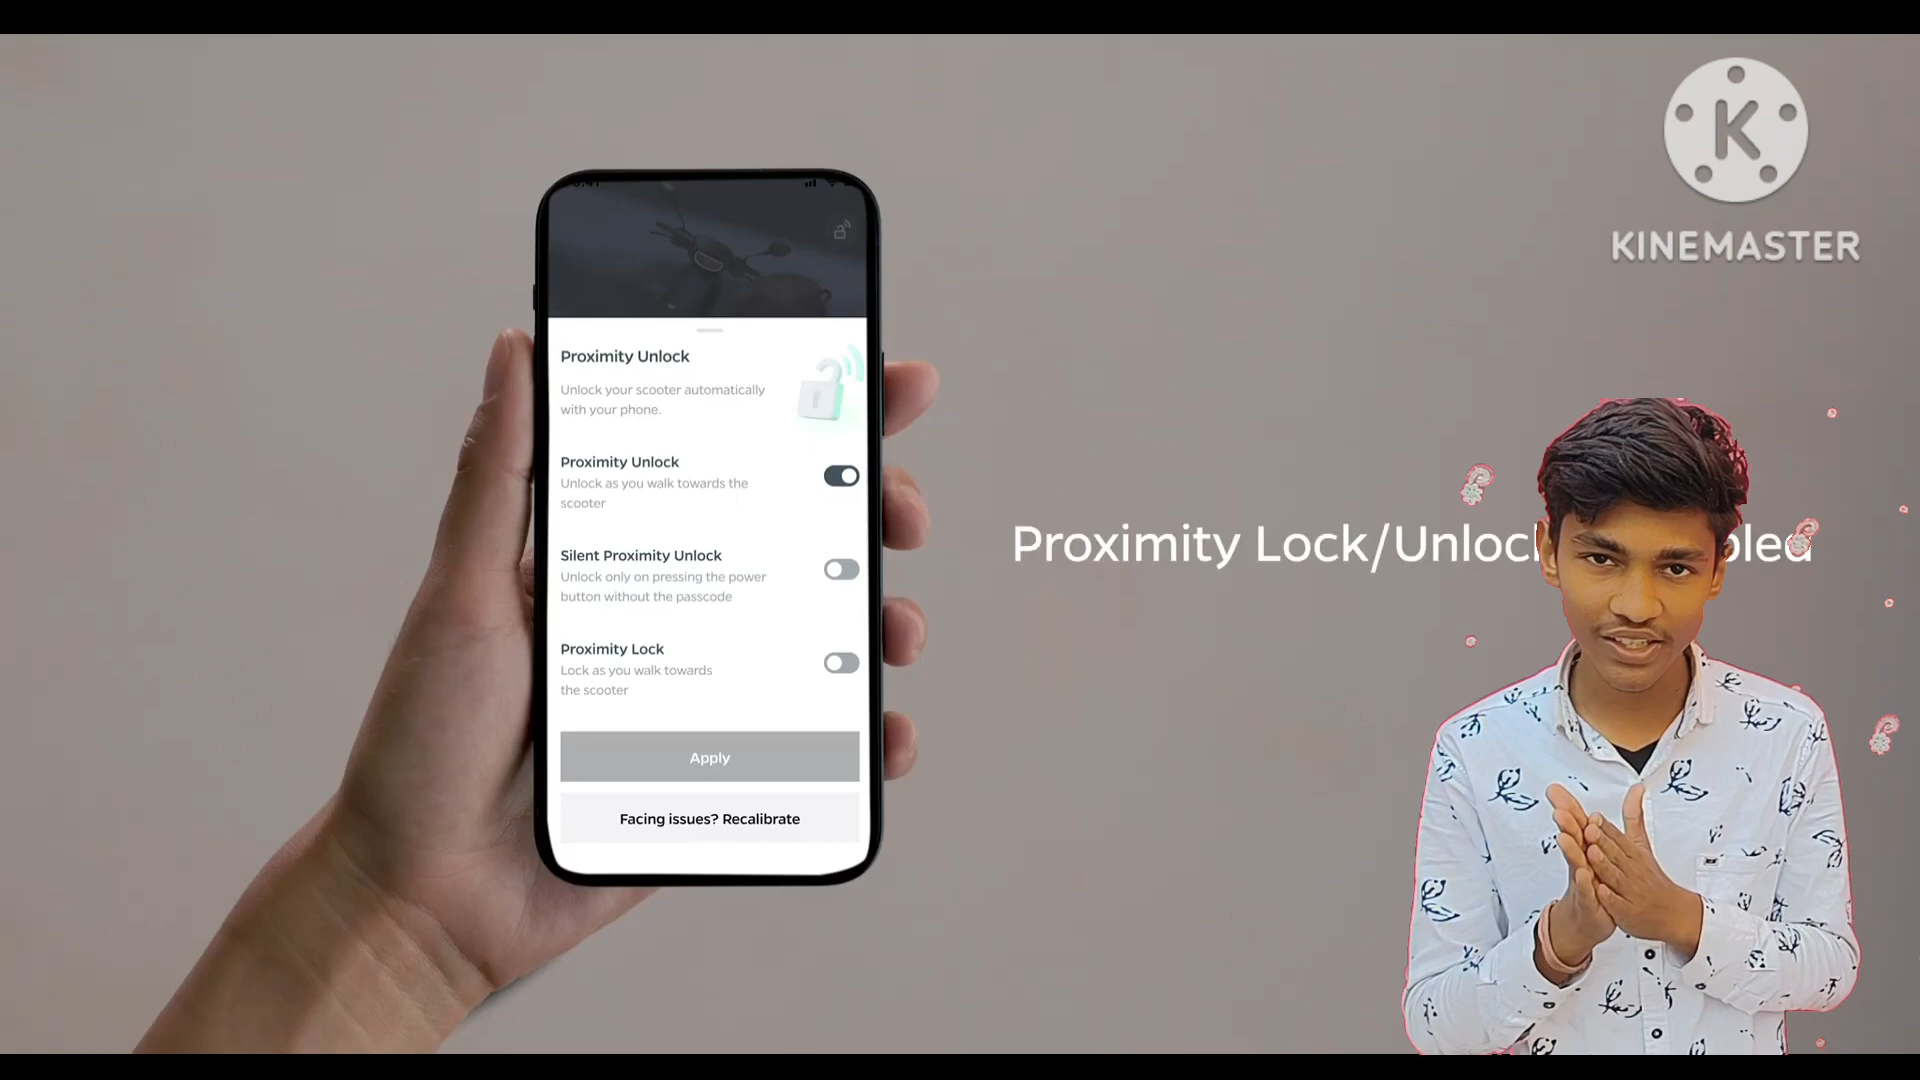 K
KINEMASTER
Proximity Unlock
Unlock your scooter automatically
with your phone.
Proximity Unlock
Unlock as you walk towards the
scooter
Silent Proximity Unlock
Unlock only on pressing the power
button without the passcode
Proximity Lock
Lock as you walk towards
the scooter
Apply
Facing issues? Recalibrate
Proximity Lock/Unlock